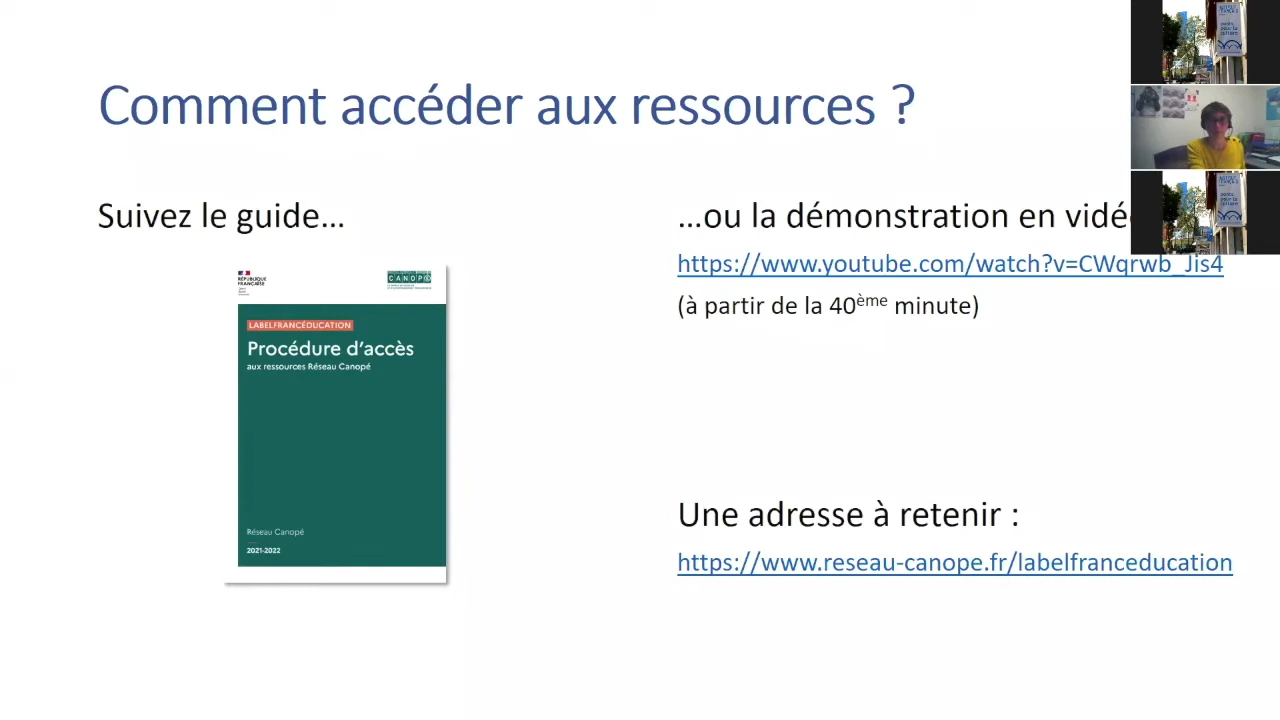 Comment accéder aux ressources ?
Suivez le guide...
RÉPUBLIQUE
FRANÇAISE
CANOPÉ
LABELFRANCÉDUCATION
Procédure d'accès
aux ressources Réseau Canopé
Réseau Canopé
2021-2022
...ou la démonstration en
https://www.youtube.com/watch?v=CWqrwb_Jis4
(à partir de la 40ème minute)
Une adresse à retenir :
https://www.reseau-canope.fr/labelfranceducation